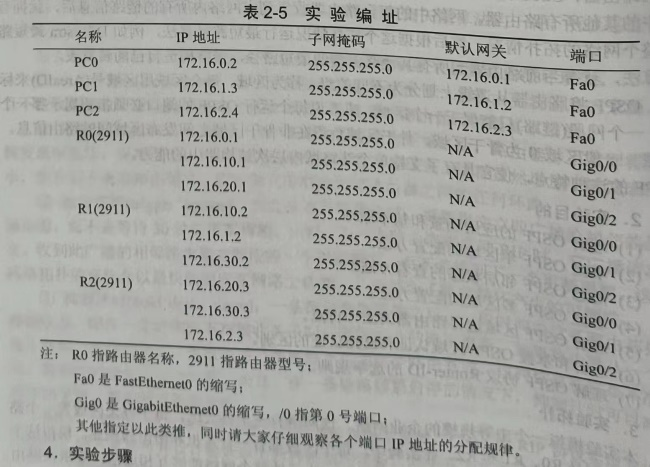 表 2-5 实 验 编 址
名称 IP 地址 子网掩码 默认网关 端口
PC0 172.16.0.2 255.255.255.0 172.16.0.1 Fa0
PC1 172.16.1.3 255.255.255.0 172.16.1.2 Fa0
PC2 172.16.2.4 255.255.255.0 172.16.2.3 Fa0
R0(2911) 172.16.0.1 255.255.255.0 N/A Gig0/0
172.16.10.1 255.255.255.0 N/A Gig0/1
172.16.20.1 255.255.255.0 N/A Gig0/2
R1(2911) 172.16.10.2 255.255.255.0 N/A Gig0/0
172.16.1.2 255.255.255.0 N/A Gig0/1
172.16.30.2 255.255.255.0 N/A Gig0/2
R2(2911) 172.16.20.3 255.255.255.0 N/A Gig0/0
172.16.30.3 255.255.255.0 N/A Gig0/1
172.16.2.3 255.255.255.0 N/A Gig0/2
注： R0 指路由器名称，2911 指路由器型号；
Fa0 是 FastEthernet0 的缩写；
Gig0 是 GigabitEthernet0 的缩写，/0 指第 0 号端口；
其他指定以此类推，同时请大家仔细观察各个端口 IP 地址的分配规律。
4．实验步骤